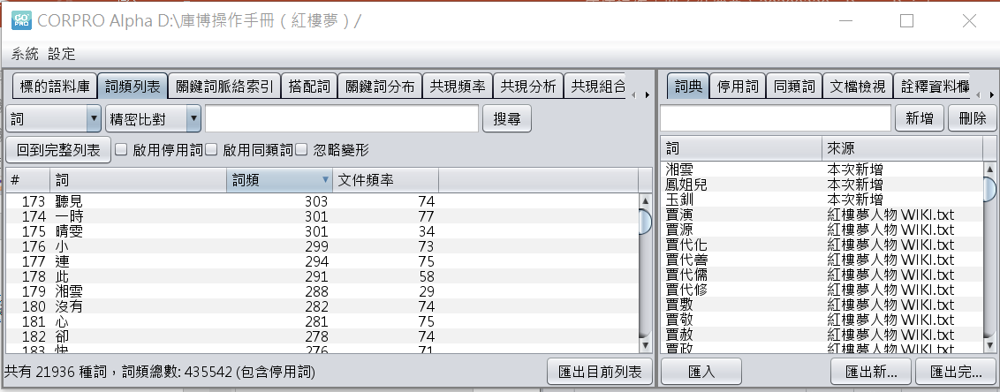 CORPRO Alpha D:\庫博操作手冊（紅樓夢）/
系統 設定
標的語料庫 詞頻列表 關鍵詞脈絡索引 搭配詞 關鍵詞分布 共現頻率 共現分析 共現組合
詞 精密比對 搜尋
回到完整列表 啟用停用詞 啟用同類詞 忽略變形
# 詞 詞頻 文件頻率
173 聽見 303 74
174 一時 301 77
175 晴雯 301 34
176 小 299 73
177 連 294 75
178 此 291 58
179 湘雲 288 29
180 沒有 282 74
181 心 281 75
182 卻 278 74
183 快 276 71
共有 21936 種詞，詞頻總數: 435542 (包含停用詞) 匯出目前列表
詞典 停用詞 同類詞 文檔檢視 詮釋資料欄
新增 刪除
詞 來源
湘雲 本次新增
鳳姐兒 本次新增
玉釧 本次新增
賈演 紅樓夢人物 WIKI.txt
賈源 紅樓夢人物 WIKI.txt
賈代化 紅樓夢人物 WIKI.txt
賈代善 紅樓夢人物 WIKI.txt
賈代儒 紅樓夢人物 WIKI.txt
賈代修 紅樓夢人物 WIKI.txt
賈敷 紅樓夢人物 WIKI.txt
賈敬 紅樓夢人物 WIKI.txt
賈赦 紅樓夢人物 WIKI.txt
賈政 紅樓夢人物 WIKI.txt
匯入 匯出新... 匯出完...